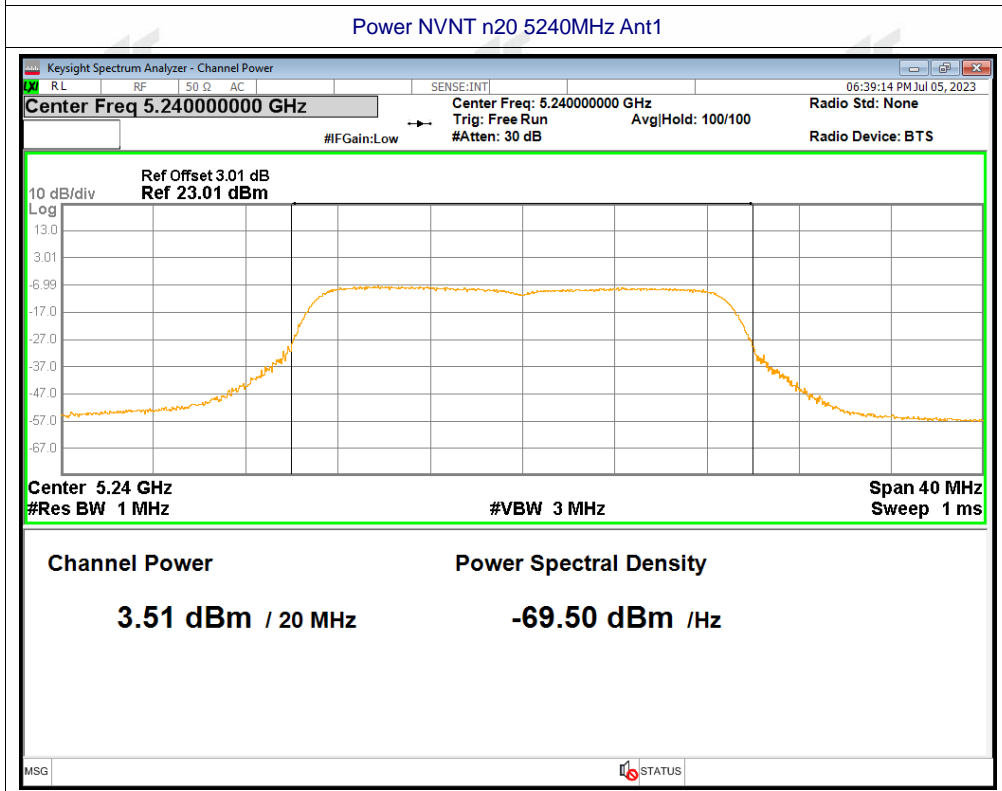 Power NVNT n20 5240MHz Ant1
Keysight Spectrum Analyzer - Channel Power
LXI RL RF 50 Ω AC SENSE:INT 06:39:14 PM Jul 05, 2023
Center Freq 5.240000000 GHz Center Freq: 5.240000000 GHz Radio Std: None
Trig: Free Run Avg|Hold: 100/100
#IFGain:Low #Atten: 30 dB Radio Device: BTS
Ref Offset 3.01 dB
10 dB/div Ref 23.01 dBm
Log
13.0
3.01
-6.99
-17.0
-27.0
-37.0
-47.0
-57.0
-67.0
Center 5.24 GHz Span 40 MHz
#Res BW 1 MHz #VBW 3 MHz Sweep 1 ms
Channel Power Power Spectral Density
3.51 dBm / 20 MHz -69.50 dBm /Hz
MSG STATUS